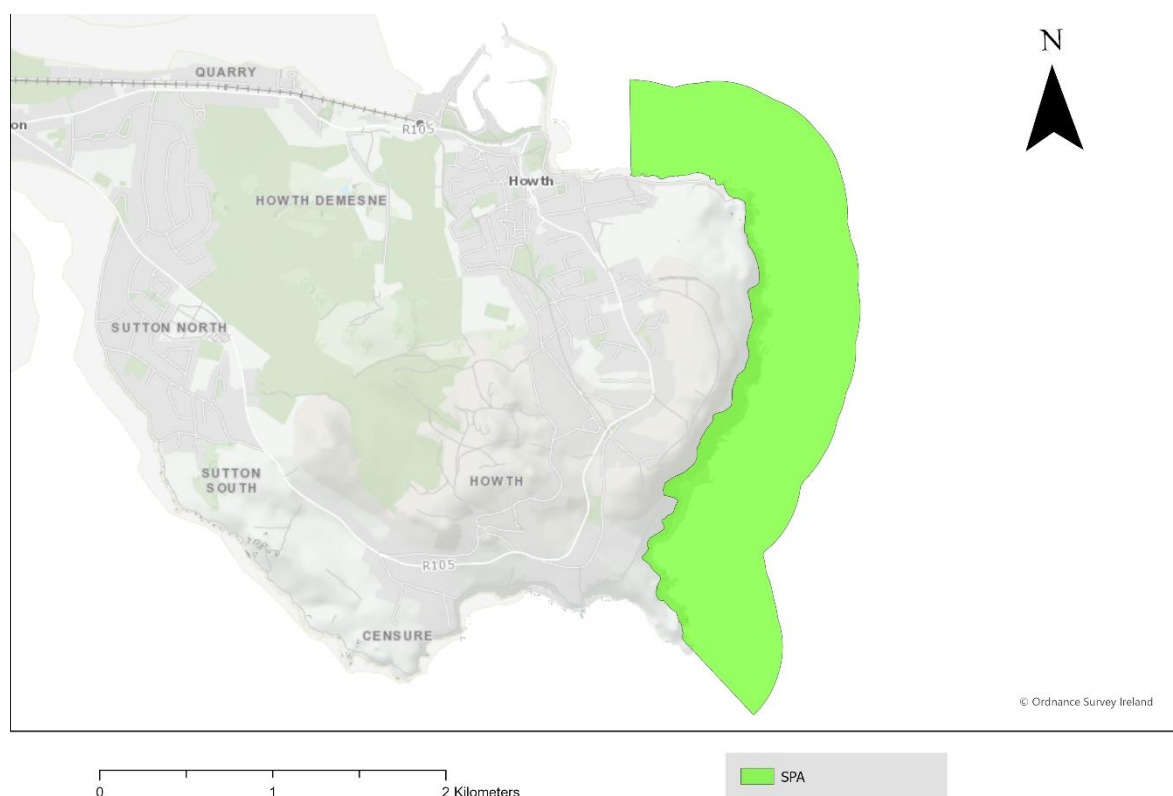 N
QUARRY
on
R105
Howth
HOWTH DEMESNE
SUTTON NORTH
SUTTON
SOUTH
HOWTH
R105
CENSURE
© Ordnance Survey Ireland
0 1 2 Kilometers
SPA